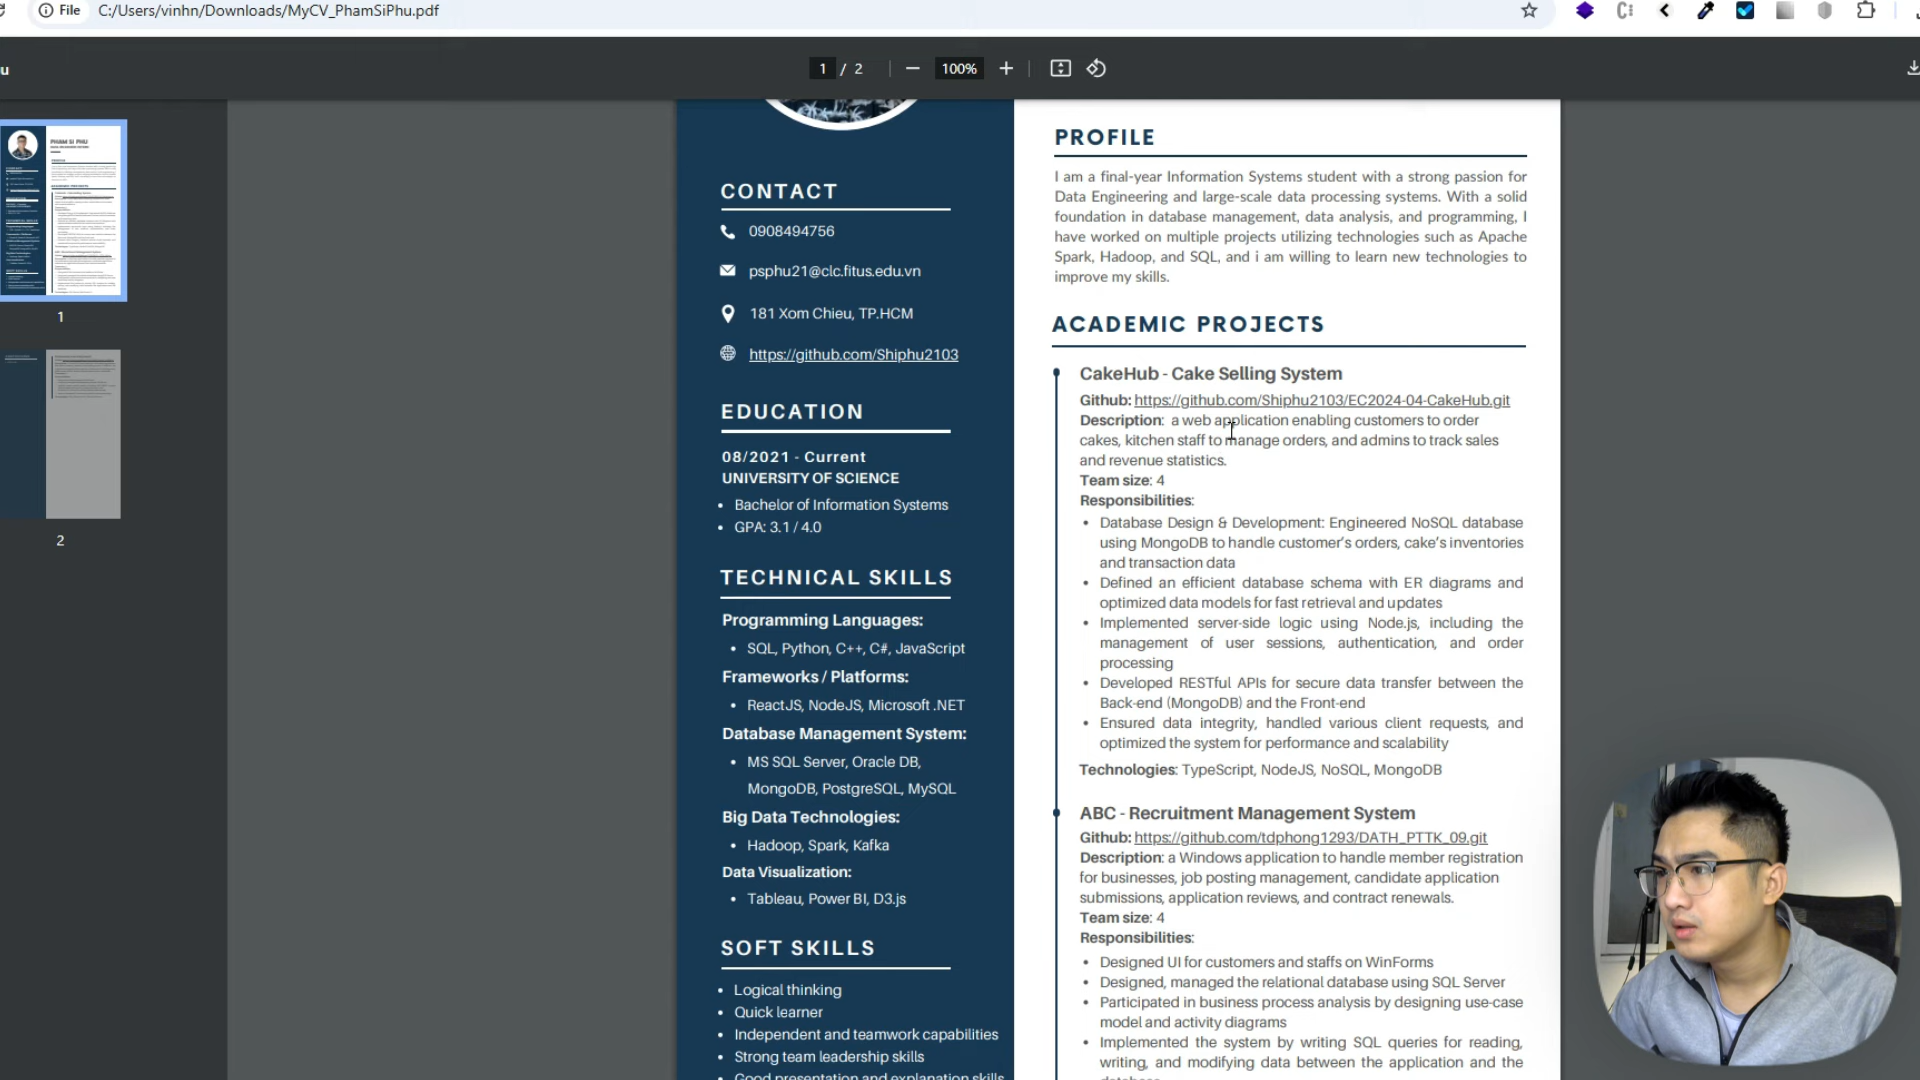 File
C:/Users/vinhn/Downloads/MyCV_PhamSiPhu.pdf
u
1 / 2
100%
PHAM SI PHU
1
2
CONTACT
0908494756
psphu21@clc.fitus.edu.vn
181 Xom Chieu, TP.HCM
https://github.com/Shiphu2103
EDUCATION
08/2021 - Current
UNIVERSITY OF SCIENCE
• Bachelor of Information Systems
• GPA: 3.1 / 4.0
TECHNICAL SKILLS
Programming Languages:
• SQL, Python, C++, C#, JavaScript
Frameworks / Platforms:
• ReactJS, NodeJS, Microsoft .NET
Database Management System:
• MS SQL Server, Oracle DB,
MongoDB, PostgreSQL, MySQL
Big Data Technologies:
• Hadoop, Spark, Kafka
Data Visualization:
• Tableau, Power BI, D3.js
SOFT SKILLS
• Logical thinking
• Quick learner
• Independent and teamwork capabilities
• Strong team leadership skills
• Good presentation and explanation skills
PROFILE
I am a final-year Information Systems student with a strong passion for
Data Engineering and large-scale data processing systems. With a solid
foundation in database management, data analysis, and programming, I
have worked on multiple projects utilizing technologies such as Apache
Spark, Hadoop, and SQL, and i am willing to learn new technologies to
improve my skills.
ACADEMIC PROJECTS
CakeHub - Cake Selling System
Github: https://github.com/Shiphu2103/EC2024-04-CakeHub.git
Description: a web application enabling customers to order
cakes, kitchen staff to manage orders, and admins to track sales
and revenue statistics.
Team size: 4
Responsibilities:
• Database Design & Development: Engineered NoSQL database
using MongoDB to handle customer's orders, cake's inventories
and transaction data
• Defined an efficient database schema with ER diagrams and
optimized data models for fast retrieval and updates
• Implemented server-side logic using Node.js, including the
management of user sessions, authentication, and order
processing
• Developed RESTful APIs for secure data transfer between the
Back-end (MongoDB) and the Front-end
• Ensured data integrity, handled various client requests, and
optimized the system for performance and scalability
Technologies: TypeScript, NodeJS, NoSQL, MongoDB
ABC - Recruitment Management System
Github: https://github.com/tdphong1293/DATH_PTTK_09.git
Description: a Windows application to handle member registration
for businesses, job posting management, candidate application
submissions, application reviews, and contract renewals.
Team size: 4
Responsibilities:
• Designed UI for customers and staffs on WinForms
• Designed, managed the relational database using SQL Server
• Participated in business process analysis by designing use-case
model and activity diagrams
• Implemented the system by writing SQL queries for reading,
writing, and modifying data between the application and the